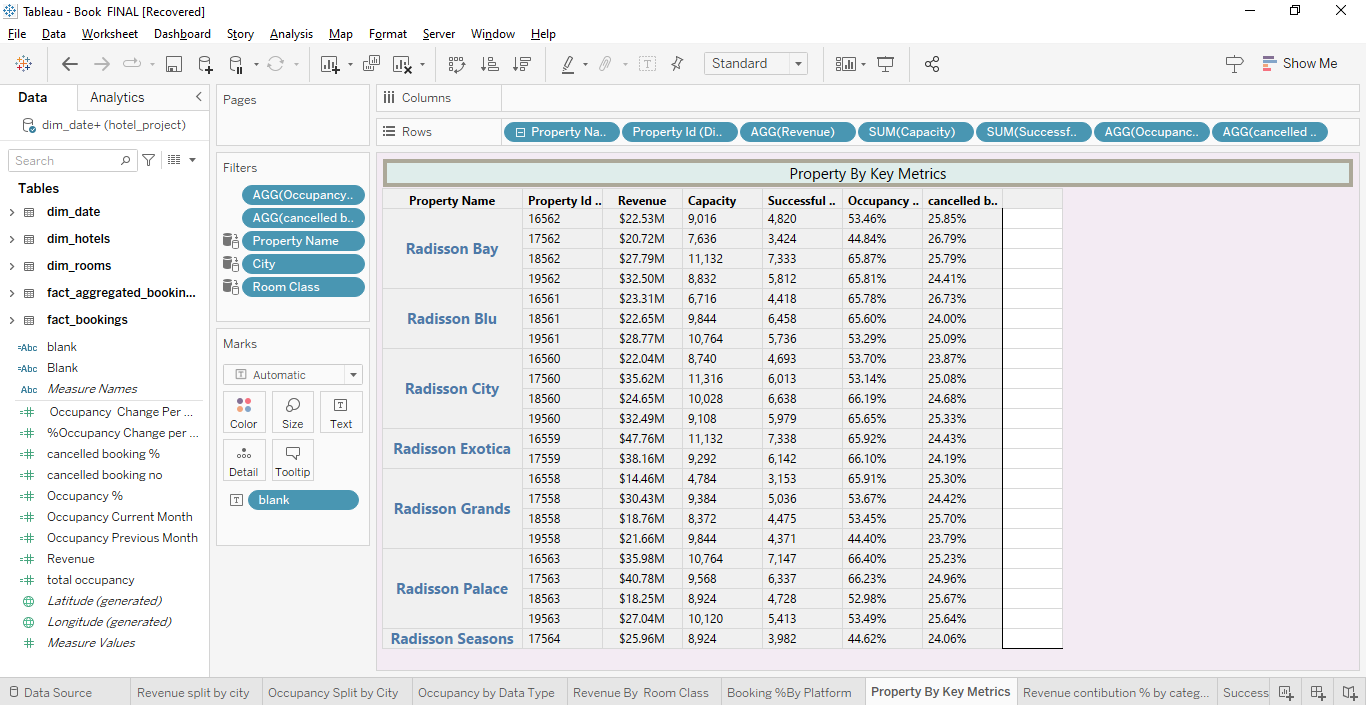 Tableau - Book  FINAL [Recovered]
File Data Worksheet Dashboard Story Analysis Map Format Server Window Help
Standard
Show Me
Data Analytics
dim_date+ (hotel_project)
Search
Tables
dim_date
dim_hotels
dim_rooms
fact_aggregated_bookin...
fact_bookings
=Abc blank
=Abc Blank
Abc Measure Names
Occupancy  Change Per ...
%Occupancy Change per ...
cancelled booking %
cancelled booking no
Occupancy %
Occupancy Current Month
Occupancy Previous Month
Revenue
total occupancy
Latitude (generated)
Longitude (generated)
Measure Values
Pages
Filters
AGG(Occupancy..
AGG(cancelled b..
Property Name
City
Room Class
Marks
T Automatic
Color Size Text
Detail Tooltip
T blank
Columns
Rows Property Na.. Property Id (Di.. AGG(Revenue) SUM(Capacity) SUM(Successf.. AGG(Occupanc.. AGG(cancelled ..
Property By Key Metrics
Property Name Property Id .. Revenue Capacity Successful .. Occupancy .. cancelled b..
Radisson Bay
16562 $22.53M 9,016 4,820 53.46% 25.85%
17562 $20.72M 7,636 3,424 44.84% 26.79%
18562 $27.79M 11,132 7,333 65.87% 25.79%
19562 $32.50M 8,832 5,812 65.81% 24.41%
Radisson Blu
16561 $23.31M 6,716 4,418 65.78% 26.73%
18561 $22.65M 9,844 6,458 65.60% 24.00%
19561 $28.77M 10,764 5,736 53.29% 25.09%
Radisson City
16560 $22.04M 8,740 4,693 53.70% 23.87%
17560 $35.62M 11,316 6,013 53.14% 25.08%
18560 $24.65M 10,028 6,638 66.19% 24.68%
19560 $32.49M 9,108 5,979 65.65% 25.33%
Radisson Exotica
16559 $47.76M 11,132 7,338 65.92% 24.43%
17559 $38.16M 9,292 6,142 66.10% 24.19%
Radisson Grands
16558 $14.46M 4,784 3,153 65.91% 25.30%
17558 $30.43M 9,384 5,036 53.67% 24.42%
18558 $18.76M 8,372 4,475 53.45% 25.70%
19558 $21.66M 9,844 4,371 44.40% 23.79%
Radisson Palace
16563 $35.98M 10,764 7,147 66.40% 25.23%
17563 $40.78M 9,568 6,337 66.23% 24.96%
18563 $18.25M 8,924 4,728 52.98% 25.67%
19563 $27.04M 10,120 5,413 53.49% 25.64%
Radisson Seasons 17564 $25.96M 8,924 3,982 44.62% 24.06%
Data Source Revenue split by city Occupancy Split by City Occupancy by Data Type Revenue By  Room Class Booking %By Platform Property By Key Metrics Revenue contibution % by categ... Success